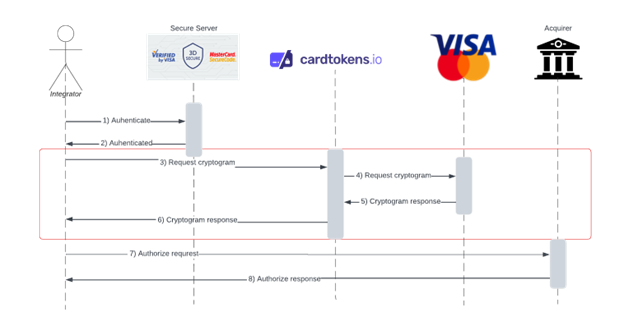 Secure Server
Acquirer
VERIFIED
by VISA
3D
SECURE
MasterCard.
SecureCode.
cardtokens.io
VISA
Integrator
1) Auhenticate
2) Auhenticated
3) Request cryptogram
4) Request cryptogram
5) Cryptogram response
6) Cryptogram response
7) Authorize requrest
8) Authorize response